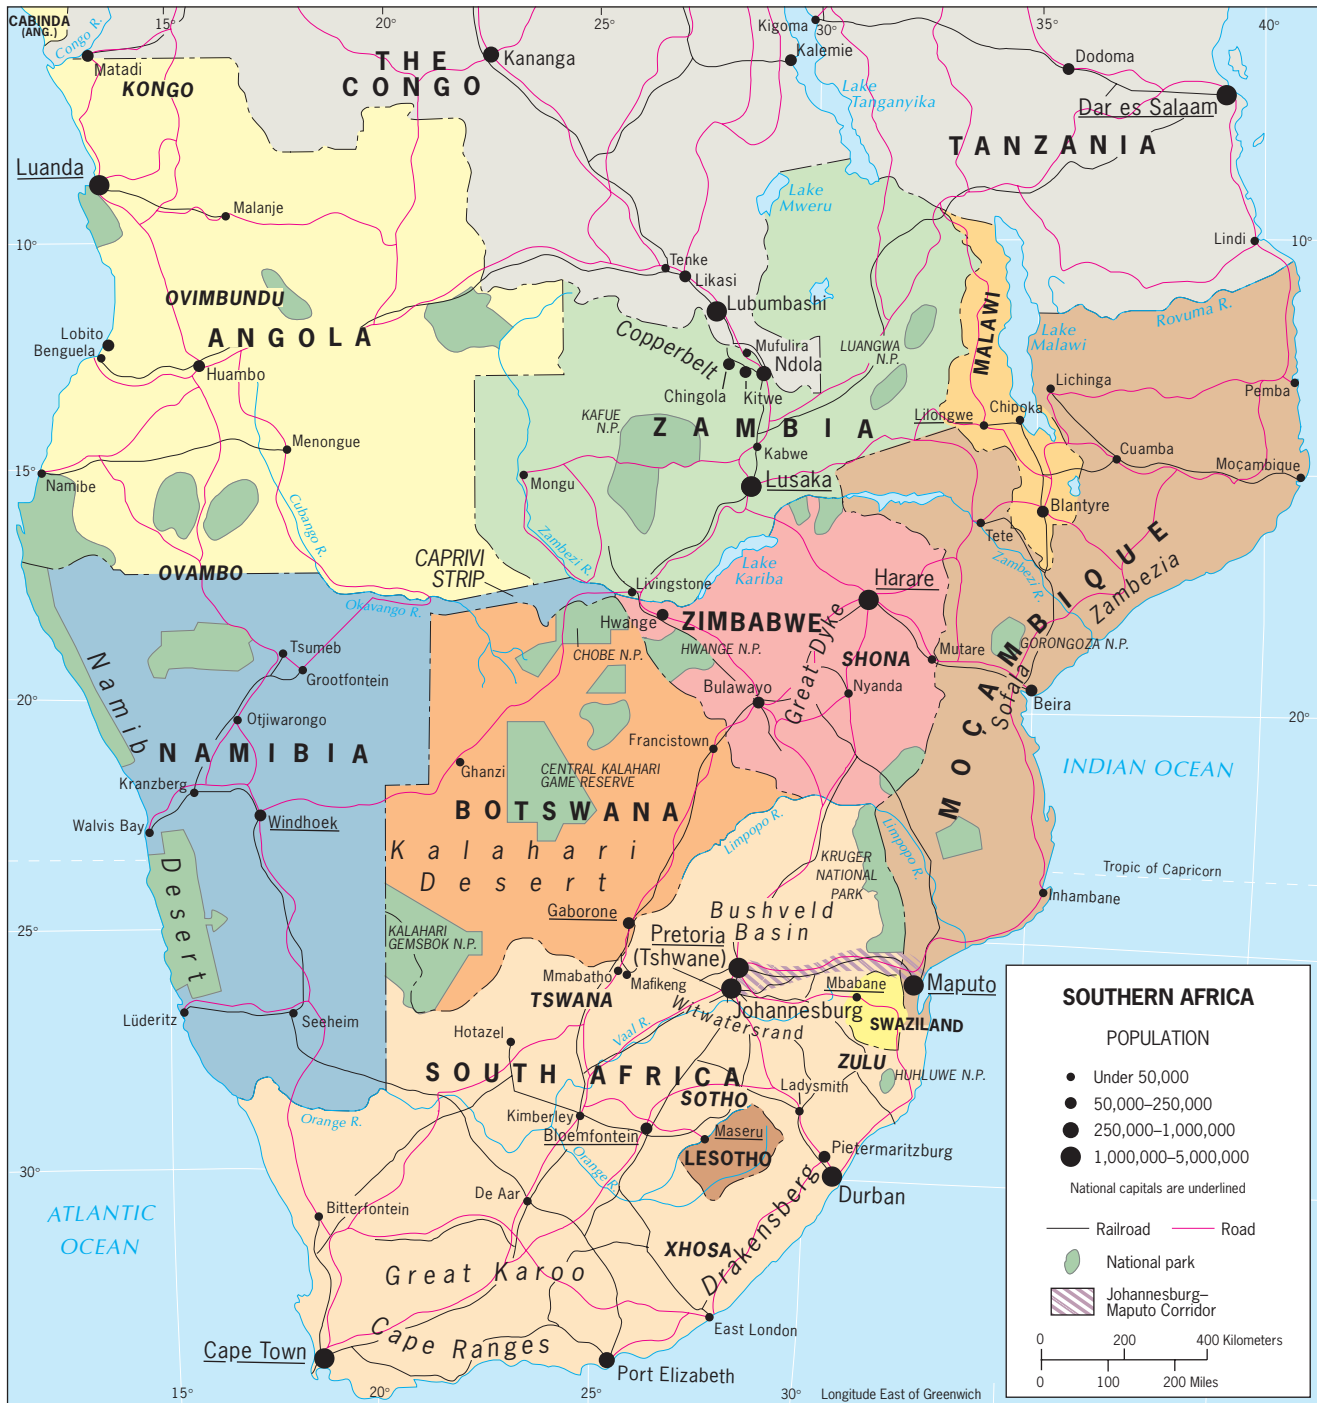 CABINDA
(ANG.)
15°
20°
25°
30°
35°
40°
Congo R.
Matadi
KONGO
THE
CONGO
Kananga
Kigoma
Kalemie
Lake
Tanganyika
Dodoma
Dar es Salaam
TANZANIA
Luanda
Malanje
Lake
Mweru
10°
Lindi
10°
Tenke
Likasi
Lubumbashi
OVIMBUNDU
ANGOLA
Lobito
Benguela
Huambo
Copperbelt
Mufulira
Ndola
Chingola
Kitwe
LUANGWA
N.P.
MALAWI
Lake
Malawi
Rovuma R.
Lichinga
Pemba
KAFUE
N.P.
ZAMBIA
Lilongwe
Chipoka
Menongue
Kabwe
Cuamba
Moçambique
15°
Namibe
Mongu
Lusaka
Blantyre
Cubango R.
Zambezi R.
Tete
Zambezi R.
MOÇAMBIQUE
Zambezia
OVAMBO
CAPRIVI
STRIP
Lake
Kariba
Livingstone
Harare
Okavango R.
Hwange
ZIMBABWE
Great Dyke
GORONGOZA N.P.
CHOBE N.P.
HWANGE N.P.
SHONA
Mutare
Sofala
Tsumeb
Grootfontein
Bulawayo
Nyanda
Beira
20°
20°
Namib
Desert
Otjiwarongo
Francistown
NAMIBIA
Ghanzi
CENTRAL KALAHARI
GAME RESERVE
INDIAN OCEAN
Kranzberg
Walvis Bay
Windhoek
BOTSWANA
Limpopo R.
Limpopo R.
Kalahari
Desert
KRUGER
NATIONAL
PARK
Tropic of Capricorn
Inhambane
Gaborone
Bushveld
Basin
25°
KALAHARI
GEMSBOK N.P.
Pretoria
(Tshwane)
Mmabatho
Mafikeng
Mbabane
Maputo
TSWANA
Johannesburg
Witwatersrand
SWAZILAND
Lüderitz
Seeheim
Hotazel
Vaal R.
ZULU
HUHLUWE N.P.
SOUTH AFRICA
SOTHO
Ladysmith
Orange R.
Kimberley
Bloemfontein
Maseru
LESOTHO
Pietermaritzburg
30°
Orange R.
Durban
De Aar
Bitterfontein
ATLANTIC
OCEAN
XHOSA
Drakensberg
Great Karoo
Cape Ranges
East London
Cape Town
Port Elizabeth
15°
20°
25°
30°
Longitude East of Greenwich
SOUTHERN AFRICA
POPULATION
Under 50,000
50,000–250,000
250,000–1,000,000
1,000,000–5,000,000
National capitals are underlined
Railroad
Road
National park
Johannesburg–
Maputo Corridor
0 200 400 Kilometers
0 100 200 Miles